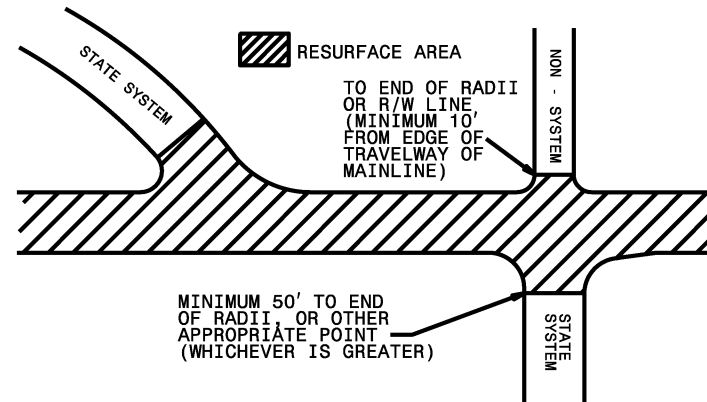 STATE SYSTEM
RESURFACE AREA
TO END OF RADII
OR R/W LINE
(MINIMUM 10'
FROM EDGE OF
TRAVELWAY OF
MAINLINE)
NON - SYSTEM
MINIMUM 50' TO END
OF RADII, OR OTHER
APPROPRIATE POINT
(WHICHEVER IS GREATER)
STATE
SYSTEM